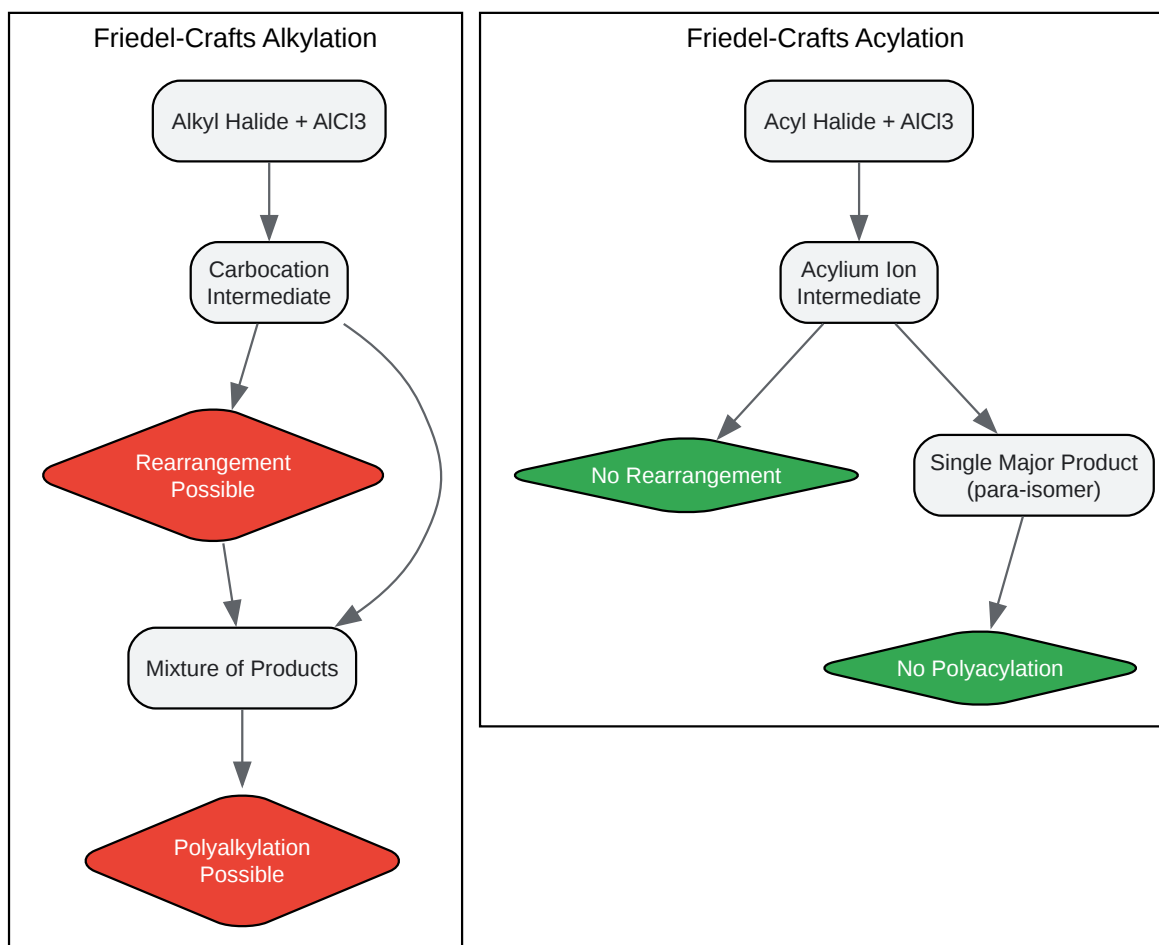 Friedel-Crafts Alkylation
Alkyl Halide + AlCl3
Carbocation
Intermediate
Rearrangement
Possible
Mixture of Products
Polyalkylation
Possible
Friedel-Crafts Acylation
Acyl Halide + AlCl3
Acylium Ion
Intermediate
No Rearrangement
Single Major Product
(para-isomer)
No Polyacylation